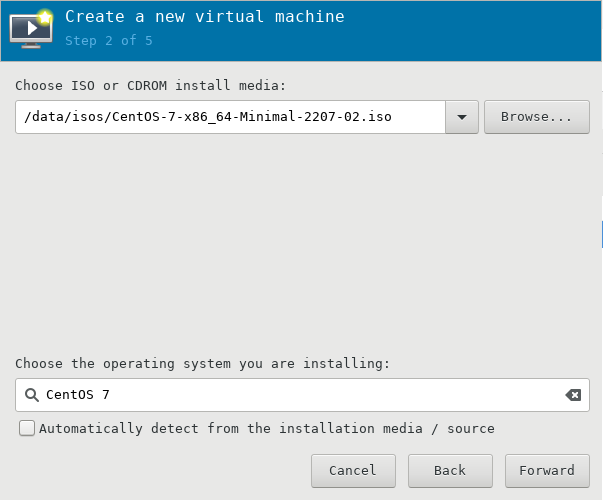 Create a new virtual machine
Step 2 of 5
Choose ISO or CDROM install media:
/data/isos/CentOS-7-x86_64-Minimal-2207-02.iso
Browse...
Choose the operating system you are installing:
CentOS 7
Automatically detect from the installation media / source
Cancel Back Forward